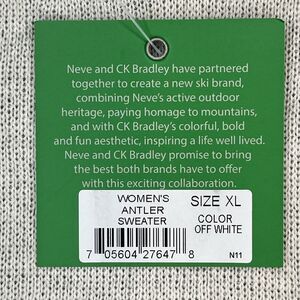 Neve and CK Bradley have partnered
together to create a new ski brand,
combining Neve's active outdoor
heritage, paying homage to mountains,
and with CK Bradley's colorful, bold
and fun aesthetic, inspiring a life well lived.
Neve and CK Bradley promise to bring
the best both brands have to offer
with this exciting collaboration.
WOMEN'S
ANTLER
SWEATER
SIZE XL
COLOR
OFF WHITE
7 05604 27647 8
N11